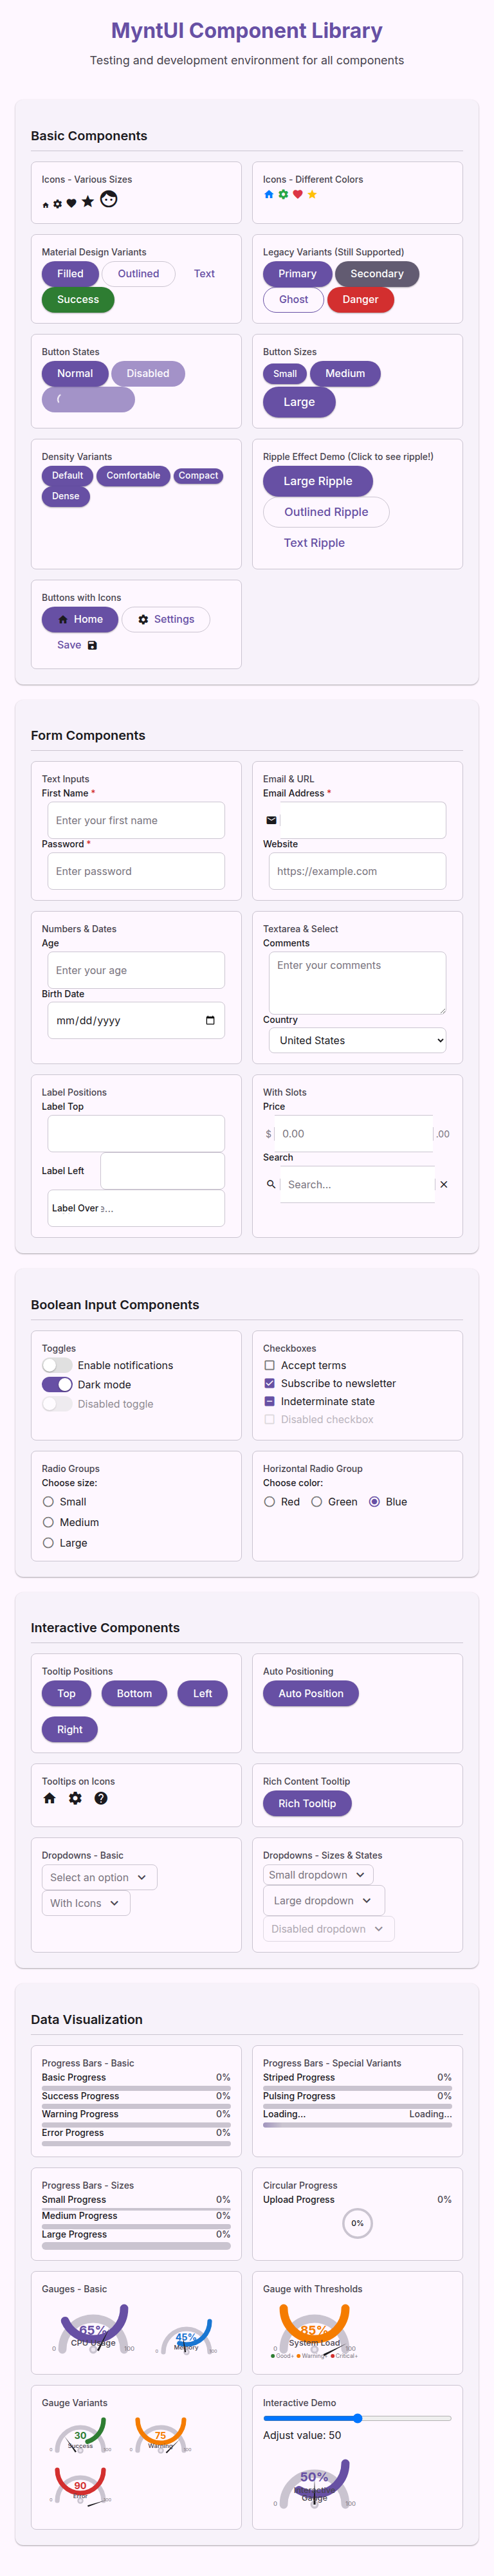 MyntUI Component Library
Testing and development environment for all components
Basic Components
Icons - Various Sizes
Icons - Different Colors
Material Design Variants
Filled Outlined Text
Success
Legacy Variants (Still Supported)
Primary Secondary
Ghost Danger
Button States
Normal Disabled
Button Sizes
Small Medium
Large
Density Variants
Default Comfortable Compact
Dense
Ripple Effect Demo (Click to see ripple!)
Large Ripple
Outlined Ripple
Text Ripple
Buttons with Icons
Home Settings
Save
Form Components
Text Inputs
First Name *
Enter your first name
Password *
Enter password
Email & URL
Email Address *
Website
https://example.com
Numbers & Dates
Age
Enter your age
Birth Date
mm/dd/yyyy
Textarea & Select
Comments
Enter your comments
Country
United States
Label Positions
Label Top
Label Left
Label Over e...
With Slots
Price
$ 0.00 .00
Search
Search...
Boolean Input Components
Toggles
Enable notifications
Dark mode
Disabled toggle
Checkboxes
Accept terms
Subscribe to newsletter
Indeterminate state
Disabled checkbox
Radio Groups
Choose size:
Small
Medium
Large
Horizontal Radio Group
Choose color:
Red Green Blue
Interactive Components
Tooltip Positions
Top Bottom Left
Right
Auto Positioning
Auto Position
Tooltips on Icons
Rich Content Tooltip
Rich Tooltip
Dropdowns - Basic
Select an option
With Icons
Dropdowns - Sizes & States
Small dropdown
Large dropdown
Disabled dropdown
Data Visualization
Progress Bars - Basic
Basic Progress 0%
Success Progress 0%
Warning Progress 0%
Error Progress 0%
Progress Bars - Special Variants
Striped Progress 0%
Pulsing Progress 0%
Loading... Loading...
Progress Bars - Sizes
Small Progress 0%
Medium Progress 0%
Large Progress 0%
Circular Progress
Upload Progress 0%
0%
Gauges - Basic
65%
CPU Usage
0 100
45%
Memory
0 100
Gauge with Thresholds
85%
System Load
0 100
Good+ Warning+ Critical+
Gauge Variants
30
Success
0 100
75
Warning
0 100
90
Error
0 100
Interactive Demo
Adjust value: 50
50%
Interactive
Gauge
0 100